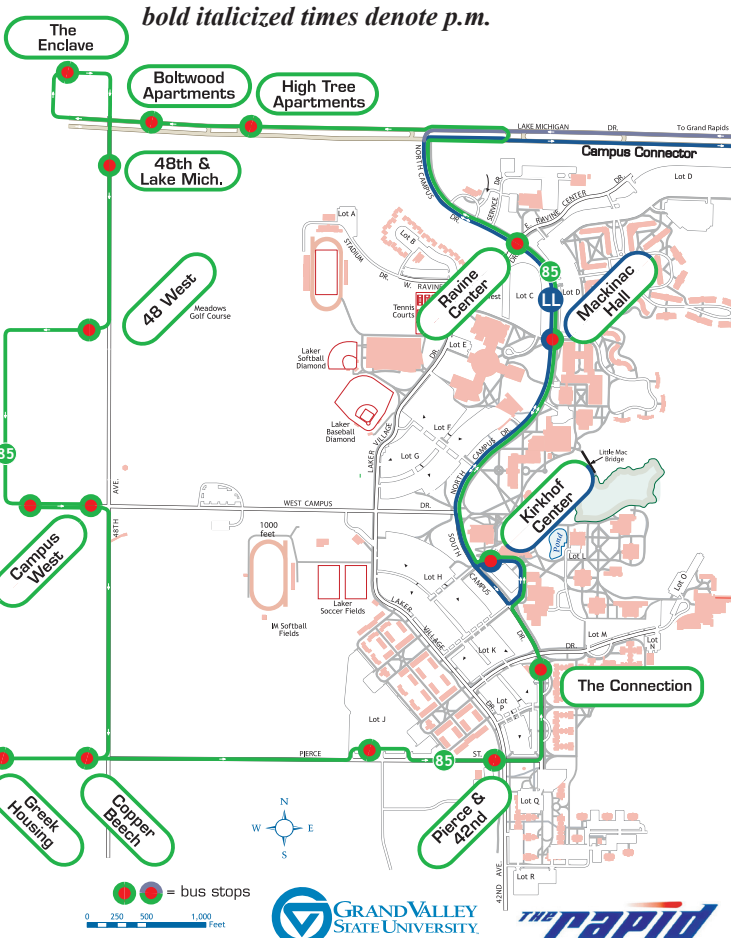 bold italicized times denote p.m.
The
Enclave
Boltwood
Apartments
High Tree
Apartments
LAKE MICHIGAN
DR.
To Grand Rapids
Campus Connector
48th &
Lake Mich.
NORTH CAMPUS
DR.
SERVICE
DR.
E. RAVINE CENTER
DR.
Lot D
Lot A
Lot B
STADIUM
DR.
W. RAVINE
DR.
Ravine
Center
85
LL
Lot C
Lot D
Mackinac
Hall
48 West
Meadows
Golf Course
Tennis
Courts
Lot E
Laker
Softball
Diamond
DR.
Laker
Baseball
Diamond
LAKER
VILLAGE
Lot F
Lot G
NORTH
CAMPUS
DR.
Little Mac
Bridge
Kirkhof
Center
85
AVE.
48TH
WEST CAMPUS
DR.
Campus
West
1000
feet
SOUTH
CAMPUS
DR.
Pond
Lot L
Lot H
Lot O
Laker
Soccer Fields
IM Softball
Fields
LAKER
VILLAGE
DR.
Lot K
DR.
Lot M
Lot
N
The Connection
Lot
P
Lot J
PIERCE
85
ST.
Greek
Housing
Copper
Beech
N
W
E
S
Pierce &
42nd
Lot Q
Lot R
42ND
AVE.
= bus stops
0
250
500
1,000
Feet
GRAND VALLEY
STATE UNIVERSITY
THE rapid